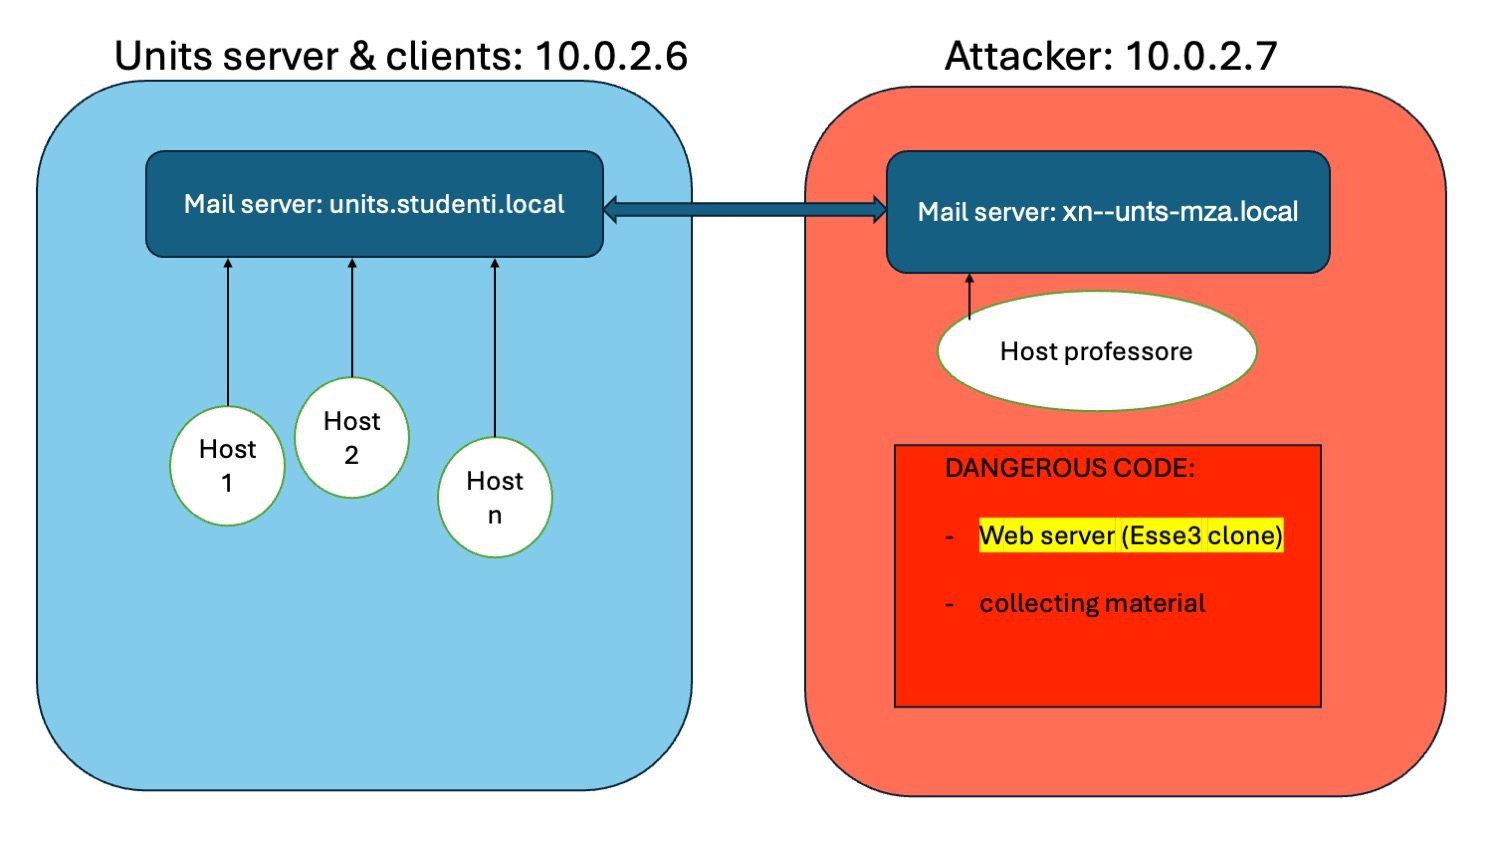 Units server & clients: 10.0.2.6
Attacker: 10.0.2.7
Mail server: units.studenti.local
Mail server: xn--unts-mza.local
Host professore
Host
1
Host
2
Host
n
DANGEROUS CODE:
- Web server (Esse3 clone)
- collecting material